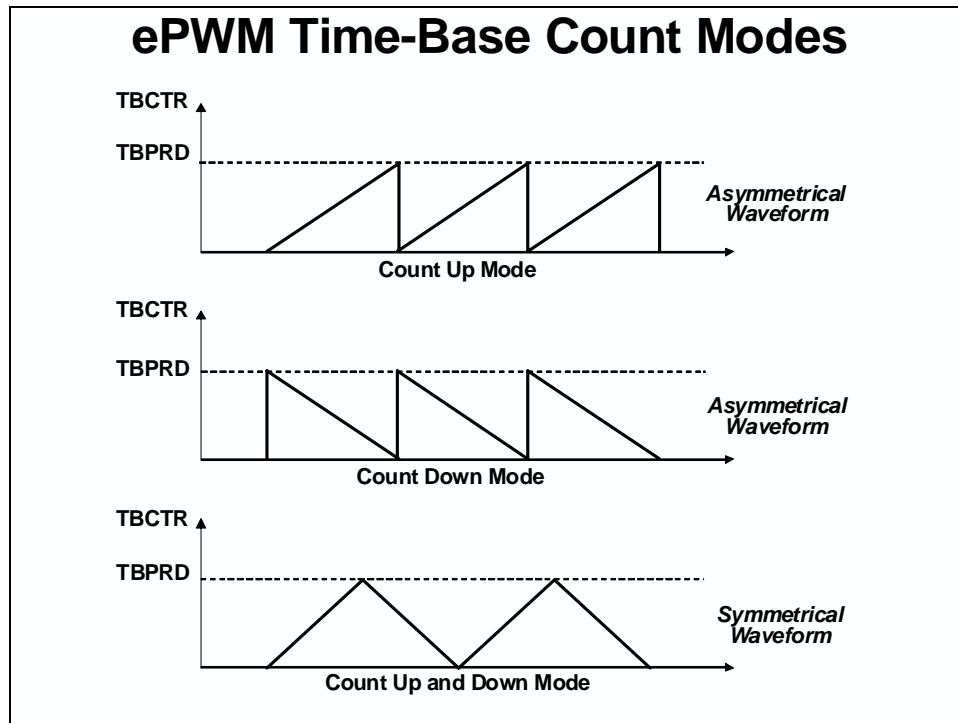 ePWM Time-Base Count Modes
TBCTR
TBPRD
Asymmetrical
Waveform
Count Up Mode
TBCTR
TBPRD
Asymmetrical
Waveform
Count Down Mode
TBCTR
TBPRD
Symmetrical
Waveform
Count Up and Down Mode